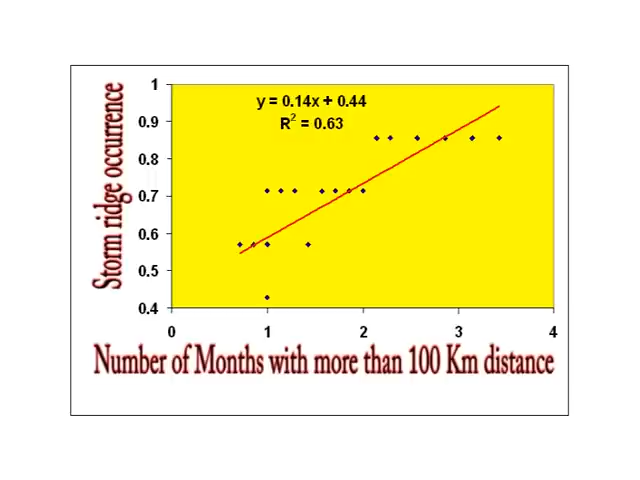 y = 0.14x + 0.44
R² = 0.63
Storm ridge occurrence
1
0.9
0.8
0.7
0.6
0.5
0.4
0 1 2 3 4
Number of Months with more than 100 Km distance